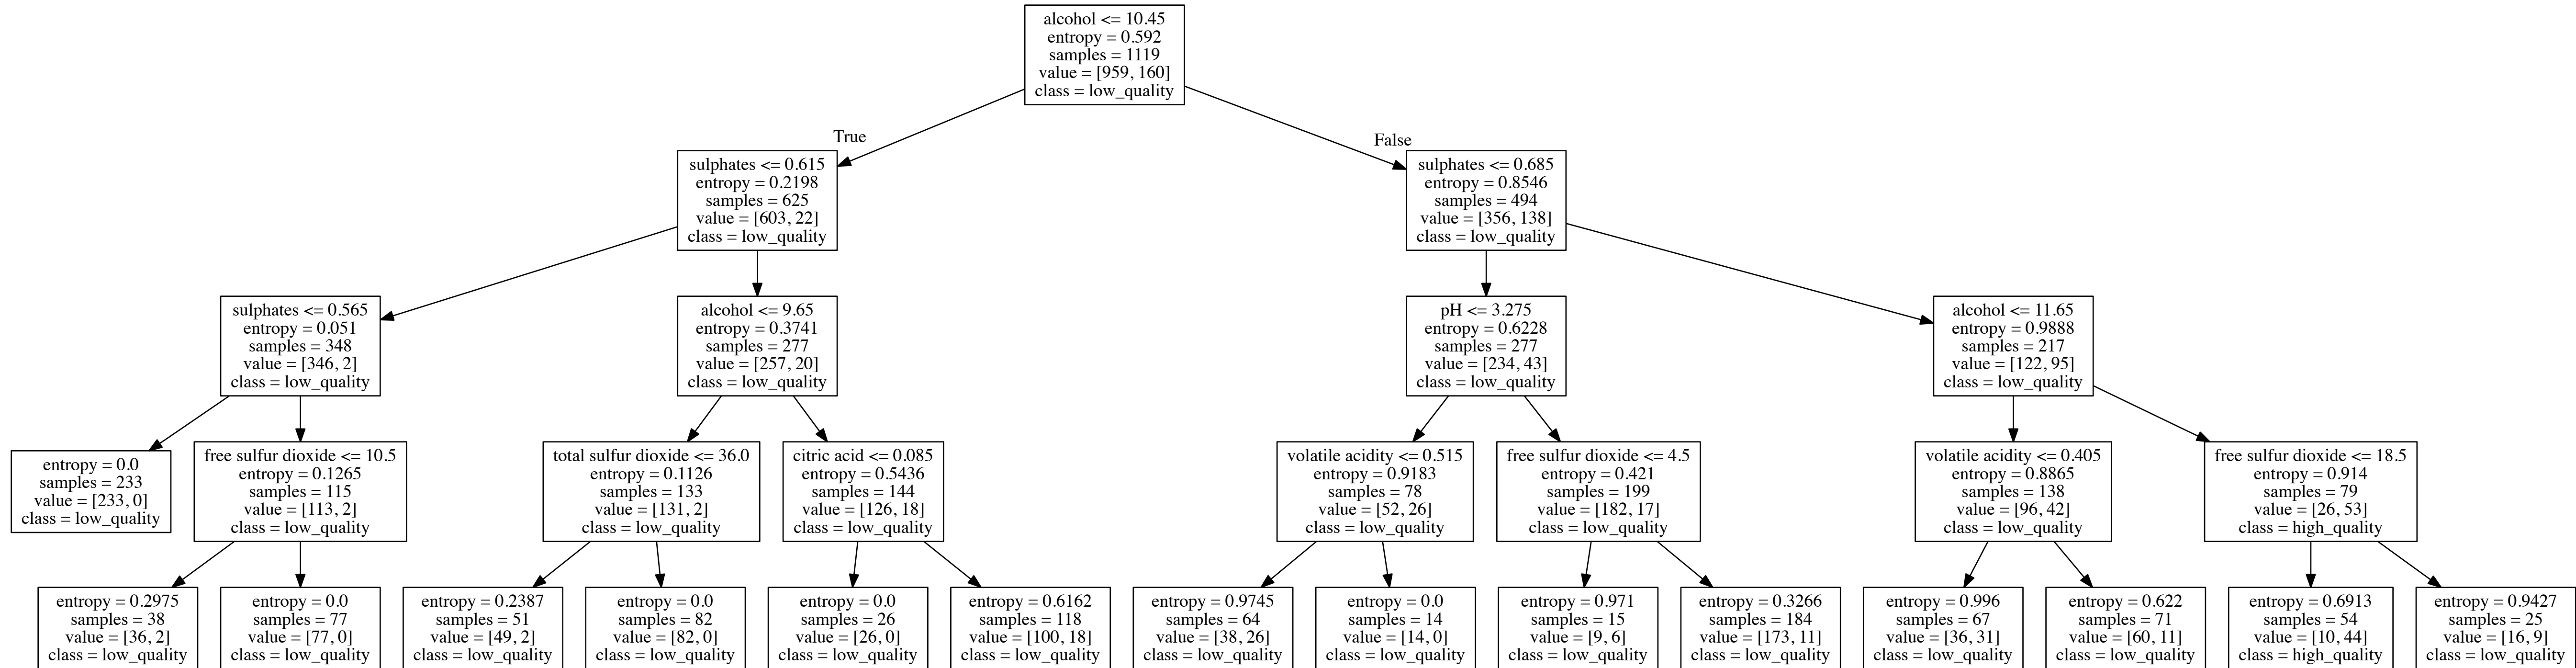 alcohol <= 10.45
entropy = 0.592
samples = 1119
value = [959, 160]
class = low_quality
True
False
sulphates <= 0.615
entropy = 0.2198
samples = 625
value = [603, 22]
class = low_quality
sulphates <= 0.685
entropy = 0.8546
samples = 494
value = [356, 138]
class = low_quality
sulphates <= 0.565
entropy = 0.051
samples = 348
value = [346, 2]
class = low_quality
alcohol <= 9.65
entropy = 0.3741
samples = 277
value = [257, 20]
class = low_quality
pH <= 3.275
entropy = 0.6228
samples = 277
value = [234, 43]
class = low_quality
alcohol <= 11.65
entropy = 0.9888
samples = 217
value = [122, 95]
class = low_quality
entropy = 0.0
samples = 233
value = [233, 0]
class = low_quality
free sulfur dioxide <= 10.5
entropy = 0.1265
samples = 115
value = [113, 2]
class = low_quality
total sulfur dioxide <= 36.0
entropy = 0.1126
samples = 133
value = [131, 2]
class = low_quality
citric acid <= 0.085
entropy = 0.5436
samples = 144
value = [126, 18]
class = low_quality
volatile acidity <= 0.515
entropy = 0.9183
samples = 78
value = [52, 26]
class = low_quality
free sulfur dioxide <= 4.5
entropy = 0.421
samples = 199
value = [182, 17]
class = low_quality
volatile acidity <= 0.405
entropy = 0.8865
samples = 138
value = [96, 42]
class = low_quality
free sulfur dioxide <= 18.5
entropy = 0.914
samples = 79
value = [26, 53]
class = high_quality
entropy = 0.2975
samples = 38
value = [36, 2]
class = low_quality
entropy = 0.0
samples = 77
value = [77, 0]
class = low_quality
entropy = 0.2387
samples = 51
value = [49, 2]
class = low_quality
entropy = 0.0
samples = 82
value = [82, 0]
class = low_quality
entropy = 0.0
samples = 26
value = [26, 0]
class = low_quality
entropy = 0.6162
samples = 118
value = [100, 18]
class = low_quality
entropy = 0.9745
samples = 64
value = [38, 26]
class = low_quality
entropy = 0.0
samples = 14
value = [14, 0]
class = low_quality
entropy = 0.971
samples = 15
value = [9, 6]
class = low_quality
entropy = 0.3266
samples = 184
value = [173, 11]
class = low_quality
entropy = 0.996
samples = 67
value = [36, 31]
class = low_quality
entropy = 0.622
samples = 71
value = [60, 11]
class = low_quality
entropy = 0.6913
samples = 54
value = [10, 44]
class = high_quality
entropy = 0.9427
samples = 25
value = [16, 9]
class = low_quality